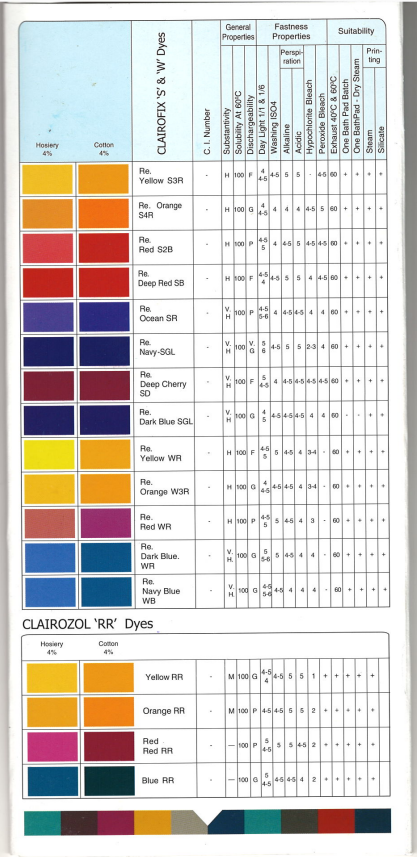 General Properties
Fastness Properties
Suitability
Perspi-ration
Prin-ting
Hosiery 4%
Cotton 4%
CLAIROFIX 'S' & 'W' Dyes
C. I. Number
Substantivity
Solubility At 60°C
Dischargeability
Day Light 1/1 & 1/6
Washing ISO4
Alkaline
Acidic
Hypochlorite Bleach
Peroxide Bleach
Exhaust 40°C & 60°C
One Bath Pad Batch
One BathPad - Dry Steam
Steam
Silicate
Re. Yellow S3R - H 100 F 4 4-5 4-5 5 5 - 4-5 60 + + + +
Re. Orange S4R - H 100 G 4 4-5 4 4 4 4-5 5 60 + + + +
Re. Red S2B - H 100 P 4-5 5 4 4-5 5 4-5 4 60 + + + +
Re. Deep Red SB - H 100 F 4-5 4 4-5 5 5 4 4-5 60 + + + +
Re. Ocean SR - V. H 100 P 4-5 5-6 4 4-5 4-5 4 4 60 + + + +
Re. Navy-SGL - V. H 100 V. G 5 6 4-5 5 5 2-3 4 60 + + + +
Re. Deep Cherry SD - V. H 100 F 5 4-5 4 4-5 4-5 4-5 4-5 60 + + + +
Re. Dark Blue SGL - V. H 100 G 4 5 4-5 4-5 4-5 4 4 60 - - + +
Re. Yellow WR - H 100 F 4-5 5 5 4-5 4 3-4 - 60 + + + +
Re. Orange W3R - H 100 G 4 4-5 4-5 4-5 4 3-4 - 60 + + + +
Re. Red WR - H 100 P 4-5 5 5 4-5 4 3 - 60 + + + +
Re. Dark Blue. WR - V. H. 100 G 5 5-6 5 4-5 4 4 - 60 + + + +
Re. Navy Blue WB - V. H. 100 G 4-5 5-6 4-5 4 4 4 - 60 + + + +
CLAIROZOL 'RR' Dyes
Hosiery 4%
Cotton 4%
Yellow RR - M 100 G 4-5 4 4-5 5 5 1 + + + + +
Orange RR - M 100 P 4-5 4-5 5 5 2 + + + + +
Red Red RR - — 100 P 5 4-5 5 5 4-5 2 + + + + +
Blue RR - — 100 G 5 4-5 4-5 4-5 4 2 + + + + +